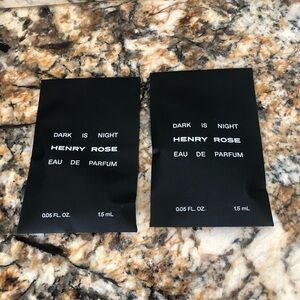 DARK IS NIGHT
HENRY ROSE
EAU DE PARFUM
0.05 FL. OZ. 1.5 mL
DARK IS NIGHT
HENRY ROSE
EAU DE PARFUM
0.05 FL. OZ. 1.5 mL